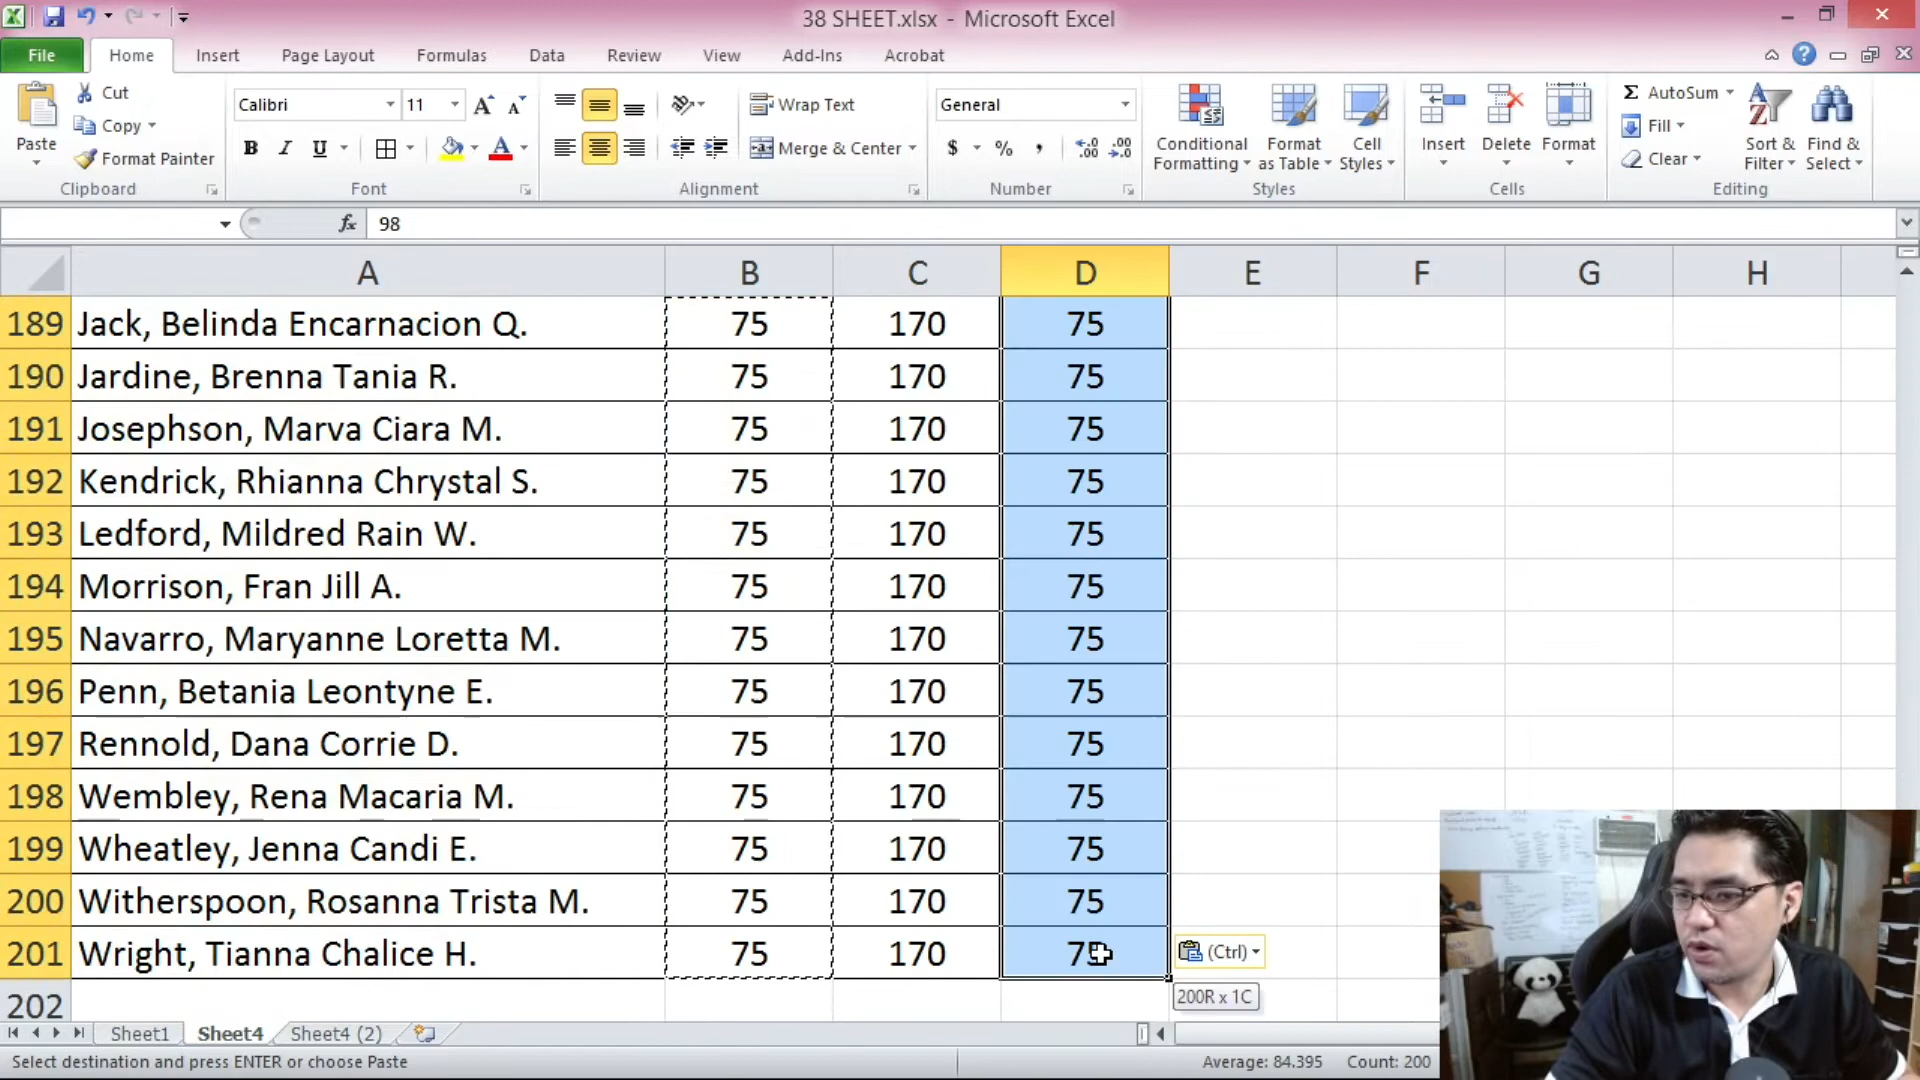 38 SHEET.xlsx - Microsoft Excel
File Home Insert Page Layout Formulas Data Review View Add-Ins Acrobat
Cut
Copy
Format Painter
Paste
Clipboard
Calibri 11
B I U
Font
Wrap Text
Merge & Center
Alignment
General
$ % ,
Number
Conditional Formatting
Format as Table
Cell Styles
Styles
Insert Delete Format
Cells
AutoSum
Fill
Clear
Sort & Filter
Find & Select
Editing
fx 98
A B C D E F G H
189 Jack, Belinda Encarnacion Q. 75 170 75
190 Jardine, Brenna Tania R. 75 170 75
191 Josephson, Marva Ciara M. 75 170 75
192 Kendrick, Rhianna Chrystal S. 75 170 75
193 Ledford, Mildred Rain W. 75 170 75
194 Morrison, Fran Jill A. 75 170 75
195 Navarro, Maryanne Loretta M. 75 170 75
196 Penn, Betania Leontyne E. 75 170 75
197 Rennold, Dana Corrie D. 75 170 75
198 Wembley, Rena Macaria M. 75 170 75
199 Wheatley, Jenna Candi E. 75 170 75
200 Witherspoon, Rosanna Trista M. 75 170 75
201 Wright, Tianna Chalice H. 75 170 75 (Ctrl)
200R x 1C
202
Sheet1 Sheet4 Sheet4 (2)
Select destination and press ENTER or choose Paste Average: 84.395 Count: 200